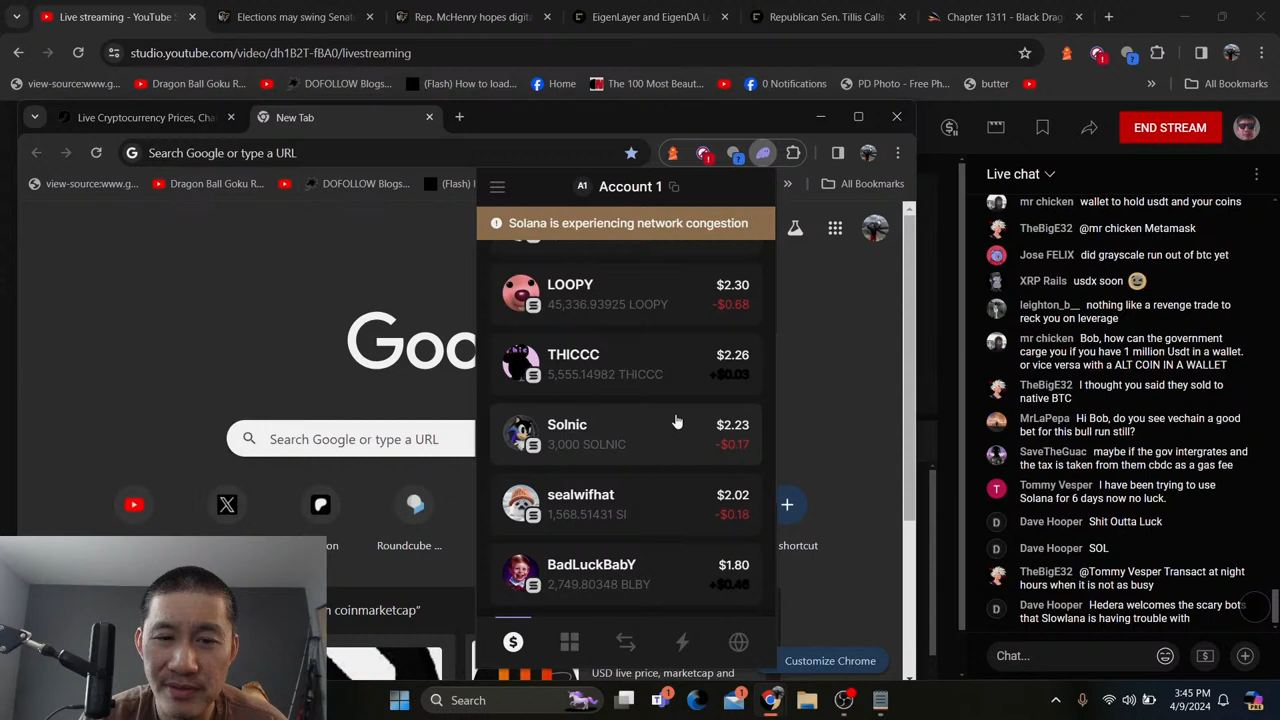 Live streaming - YouTube S
Elections may swing Senat
Rep. McHenry hopes digita
EigenLayer and EigenDA L
Republican Sen. Tillis Calls
Chapter 1311 - Black Drag
studio.youtube.com/video/dh1B2T-fBA0/livestreaming
view-source:www.g...
Dragon Ball Goku R...
DOFOLLOW Blogs...
(Flash) How to load...
Home
The 100 Most Beaut...
0 Notifications
PD Photo - Free Ph...
butter
All Bookmarks
Live Cryptocurrency Prices, Cha
New Tab
Search Google or type a URL
view-source:www.g...
Dragon Ball Goku R...
DOFOLLOW Blogs...
(Flash)
All Bookmarks
A1 Account 1
Solana is experiencing network congestion
LOOPY $2.30
45,336.93925 LOOPY -$0.68
THICCC $2.26
5,555.14982 THICCC +$0.03
Solnic $2.23
3,000 SOLNIC -$0.17
sealwifhat $2.02
1,568.51431 SI -$0.18
BadLuckBabY $1.80
2,749.80348 BLBY +$0.46
Goo
Search Google or type a URL
Roundcube ...
shortcut
coinmarketcap"
USD live price, marketcap and
Customize Chrome
END STREAM
Live chat
mr chicken wallet to hold usdt and your coins
TheBigE32 @mr chicken Metamask
Jose FELIX did grayscale run out of btc yet
XRP Rails usdx soon
leighton_b__ nothing like a revenge trade to
reck you on leverage
mr chicken Bob, how can the government
carge you if you have 1 million Usdt in a wallet.
or vice versa with a ALT COIN IN A WALLET
TheBigE32 I thought you said they sold to
native BTC
MrLaPepa Hi Bob, do you see vechain a good
bet for this bull run still?
SaveTheGuac maybe if the gov intergrates and
the tax is taken from them cbdc as a gas fee
T Tommy Vesper I have been trying to use
Solana for 6 days now no luck.
D Dave Hooper Shit Outta Luck
D Dave Hooper SOL
TheBigE32 @Tommy Vesper Transact at night
hours when it is not as busy
D Dave Hooper Hedera welcomes the scary bots
that Slowlana is having trouble with
Chat...
Search
3:45 PM
4/9/2024